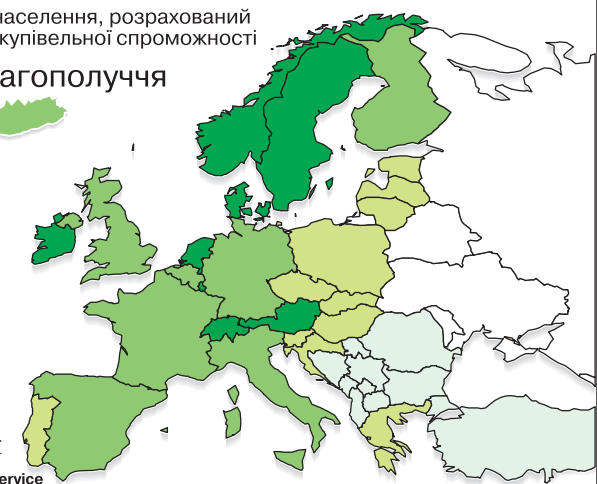 населення, розрахований
купівельної спроможності
агополуччя
ervice